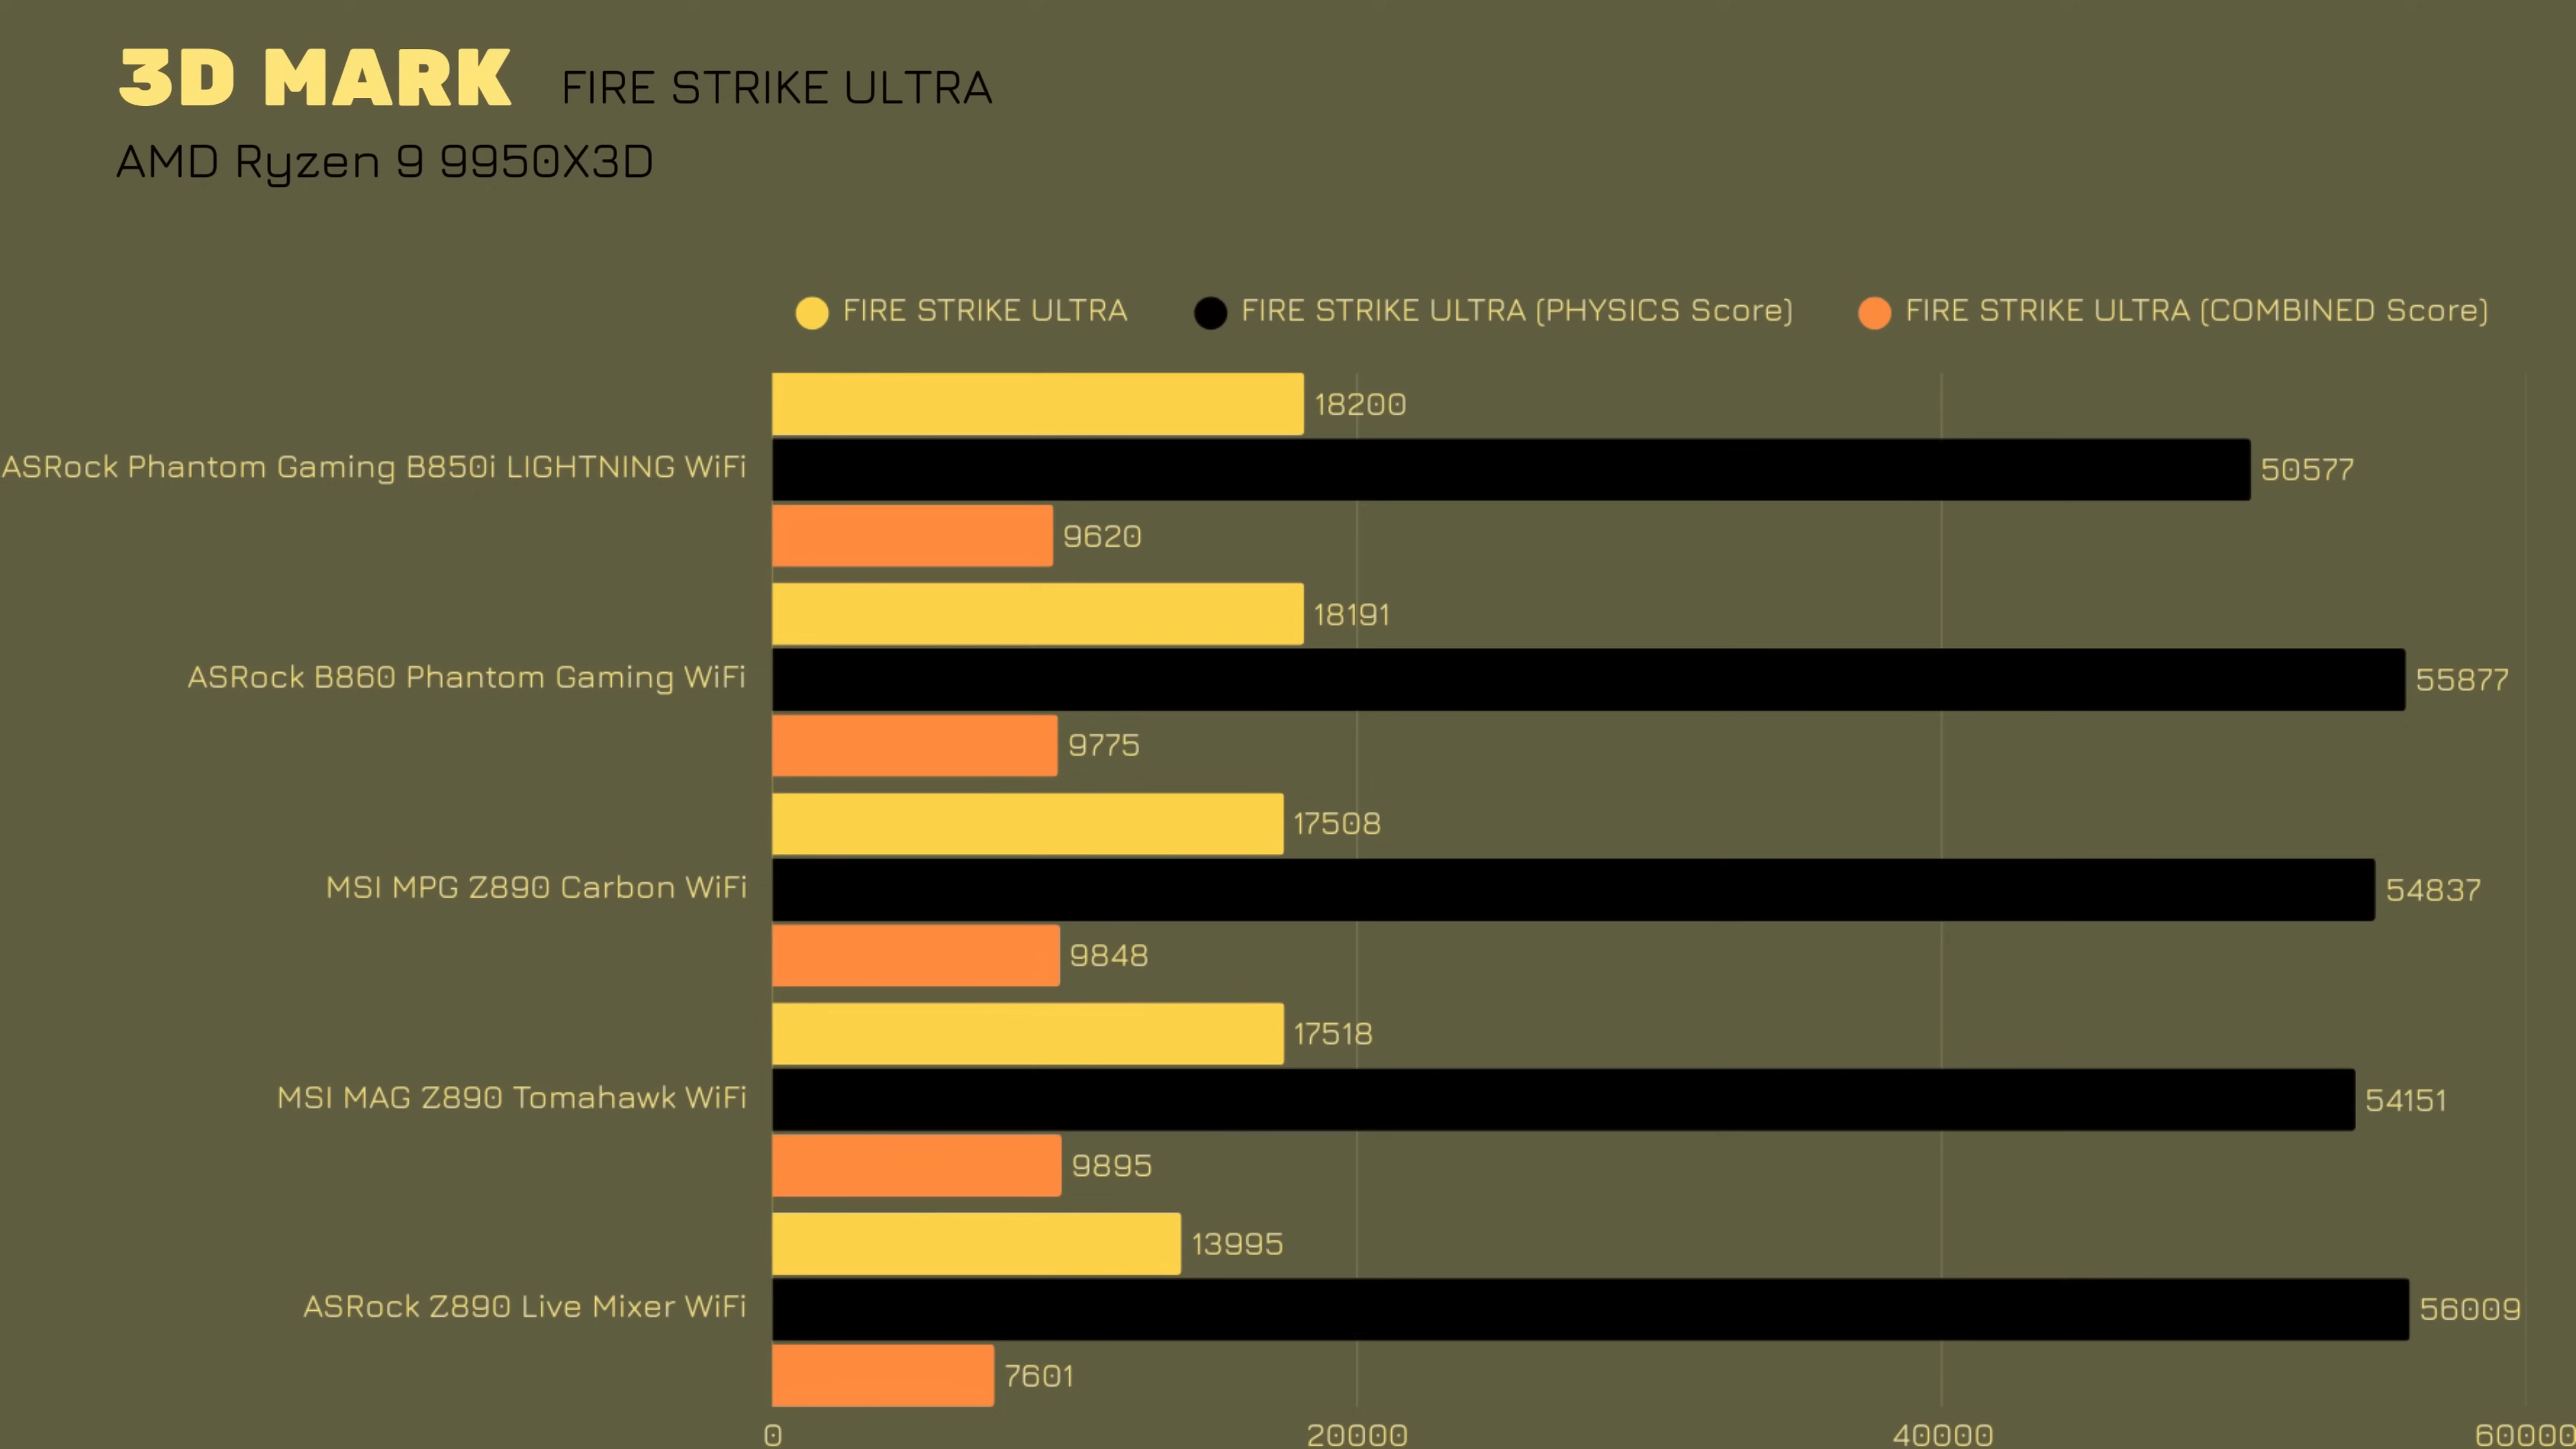 3D MARK FIRE STRIKE ULTRA
AMD Ryzen 9 9950X3D
FIRE STRIKE ULTRA FIRE STRIKE ULTRA (PHYSICS Score) FIRE STRIKE ULTRA (COMBINED Score)
18200
ASRock Phantom Gaming B850i LIGHTNING WiFi 50577
9620
18191
ASRock B860 Phantom Gaming WiFi 55877
9775
17508
MSI MPG Z890 Carbon WiFi 54837
9848
17518
MSI MAG Z890 Tomahawk WiFi 54151
9895
13995
ASRock Z890 Live Mixer WiFi 56009
7601
0 20000 40000 60000